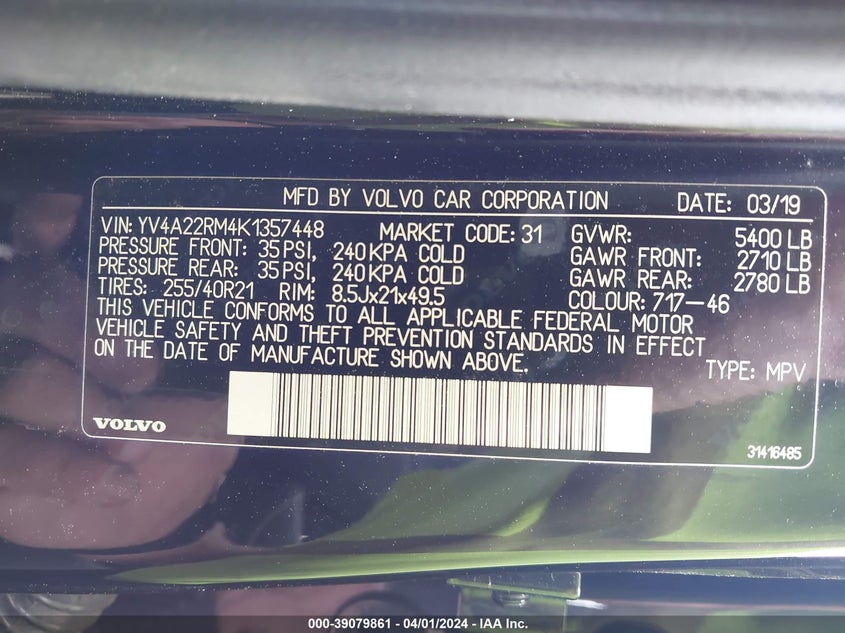 MFD BY VOLVO CAR CORPORATION DATE: 03/19
VIN: YV4A22RM4K1357448 MARKET CODE: 31 GVWR: 5400 LB
PRESSURE FRONT: 35 PSI, 240 KPA COLD GAWR FRONT: 2710 LB
PRESSURE REAR: 35 PSI, 240 KPA COLD GAWR REAR: 2780 LB
TIRES: 255/40R21 RIM: 8.5Jx21x49.5 COLOUR: 717-46
THIS VEHICLE CONFORMS TO ALL APPLICABLE FEDERAL MOTOR
VEHICLE SAFETY AND THEFT PREVENTION STANDARDS IN EFFECT
ON THE DATE OF MANUFACTURE SHOWN ABOVE. TYPE: MPV
VOLVO
31416485
000-39079861 - 04/01/2024 - IAA Inc.